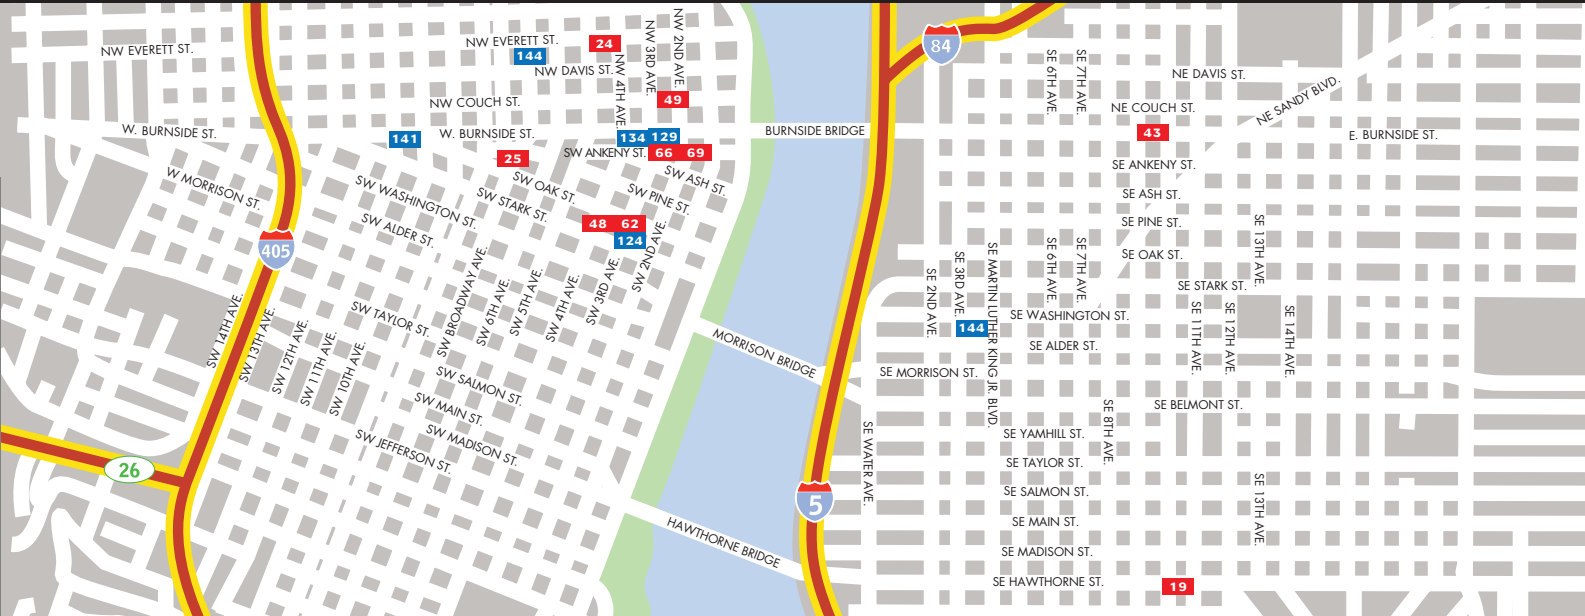 NW EVERETT ST.
NW EVERETT ST.
144
24
NW DAVIS ST.
NW 4TH AVE.
NW 3RD AVE.
NW 2ND AVE.
49
NW COUCH ST.
W. BURNSIDE ST.
141
W. BURNSIDE ST.
134
129
SW ANKENY ST.
66
69
25
BURNSIDE BRIDGE
84
SE 6TH AVE.
SE 7TH AVE.
NE DAVIS ST.
NE SANDY BLVD.
NE COUCH ST.
43
E. BURNSIDE ST.
SE ANKENY ST.
SE ASH ST.
SE PINE ST.
SE OAK ST.
SE STARK ST.
SE 13TH AVE.
W MORRISON ST.
SW WASHINGTON ST.
SW ALDER ST.
SW OAK ST.
SW STARK ST.
SW ASH ST.
SW PINE ST.
48
62
124
405
SW 14TH AVE.
SW 13TH AVE.
SW 12TH AVE.
SW 11TH AVE.
SW 10TH AVE.
SW TAYLOR ST.
SW BROADWAY AVE.
SW 6TH AVE.
SW 5TH AVE.
SW 4TH AVE.
SW 3RD AVE.
SW 2ND AVE.
MORRISON BRIDGE
SE 2ND AVE.
SE 3RD AVE.
SE MARTIN LUTHER KING JR. BLVD.
SE 6TH AVE.
SE 7TH AVE.
144
SE WASHINGTON ST.
SE ALDER ST.
SE 11TH AVE.
SE 12TH AVE.
SE 14TH AVE.
SE MORRISON ST.
SE BELMONT ST.
SE 8TH AVE.
SW SALMON ST.
SW MAIN ST.
SW MADISON ST.
SW JEFFERSON ST.
26
SE WATER AVE.
SE YAMHILL ST.
SE TAYLOR ST.
SE SALMON ST.
5
SE MAIN ST.
SE 13TH AVE.
HAWTHORNE BRIDGE
SE MADISON ST.
SE HAWTHORNE ST.
19